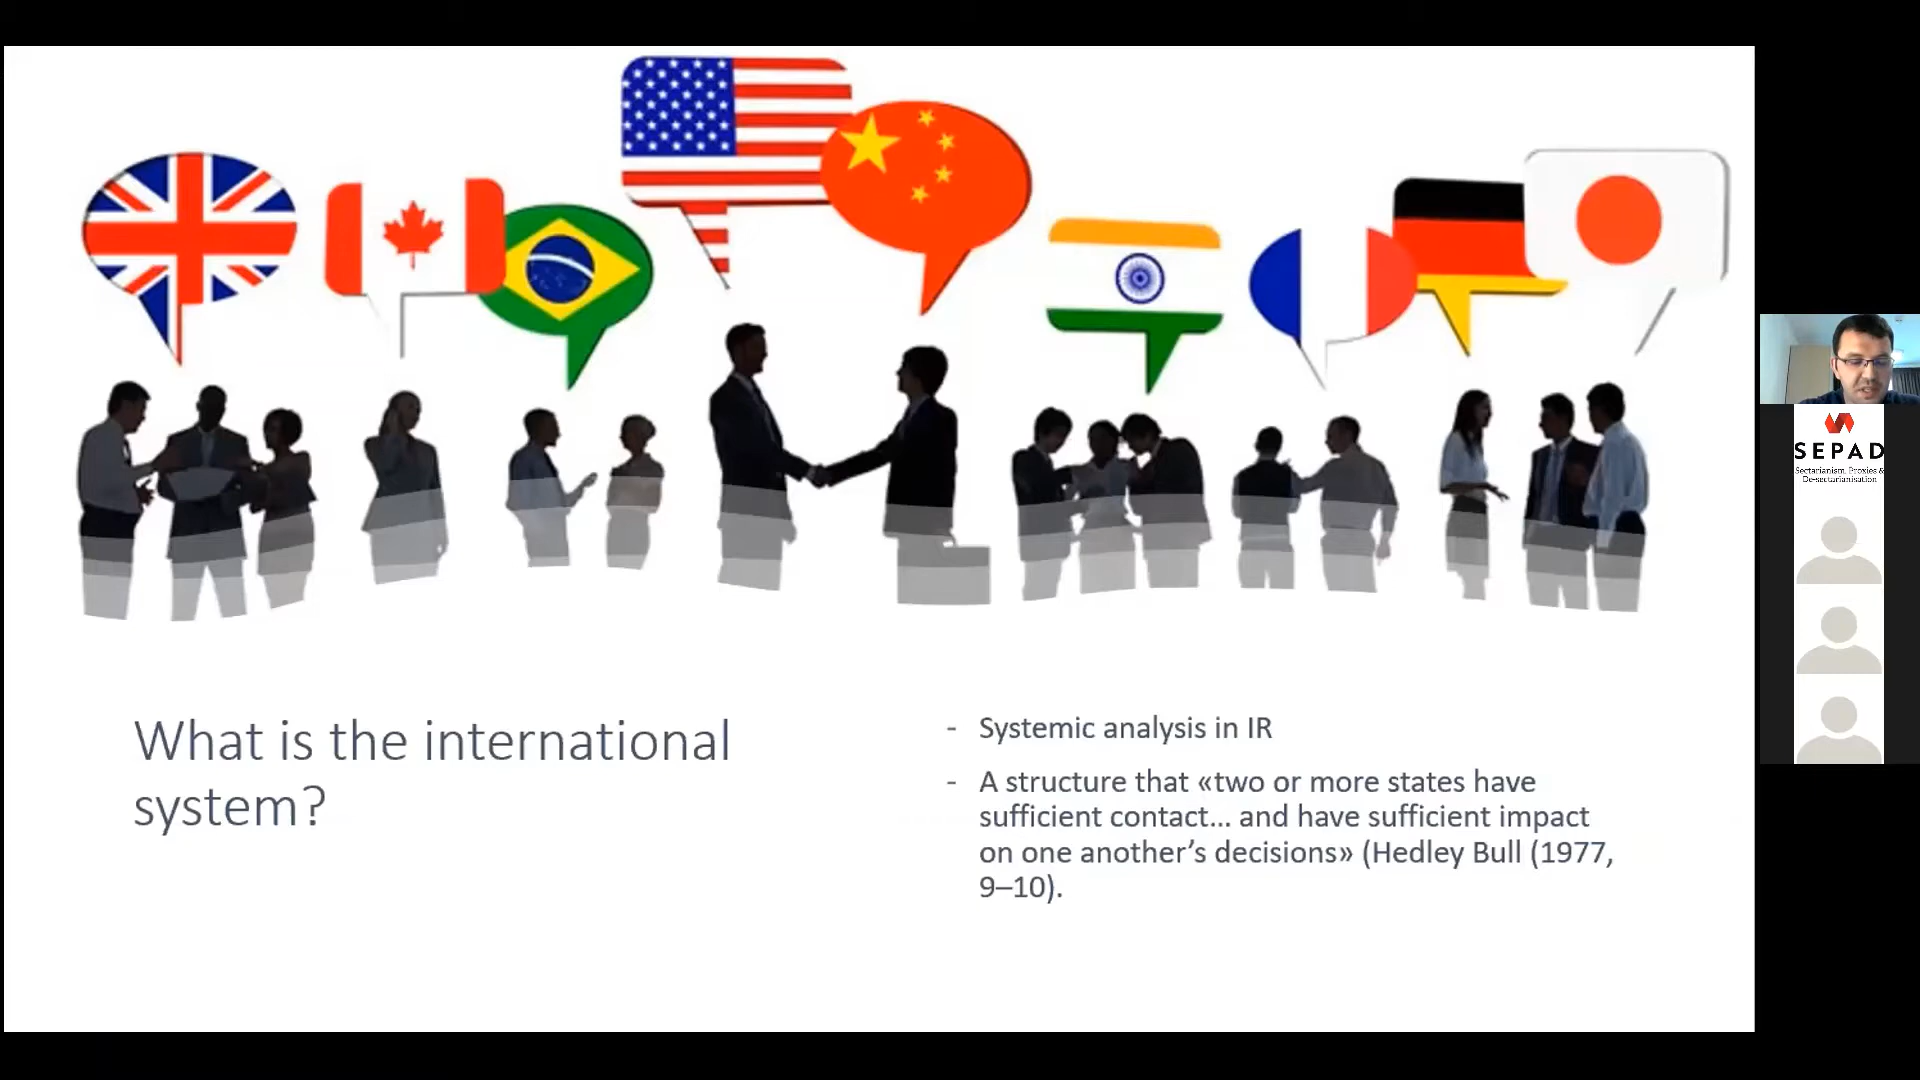 What is the international
system?
- Systemic analysis in IR
- A structure that «two or more states have
sufficient contact... and have sufficient impact
on one another's decisions» (Hedley Bull (1977,
9–10).
SEPAD
Sectarianism, Proxies &
De-sectarianisation